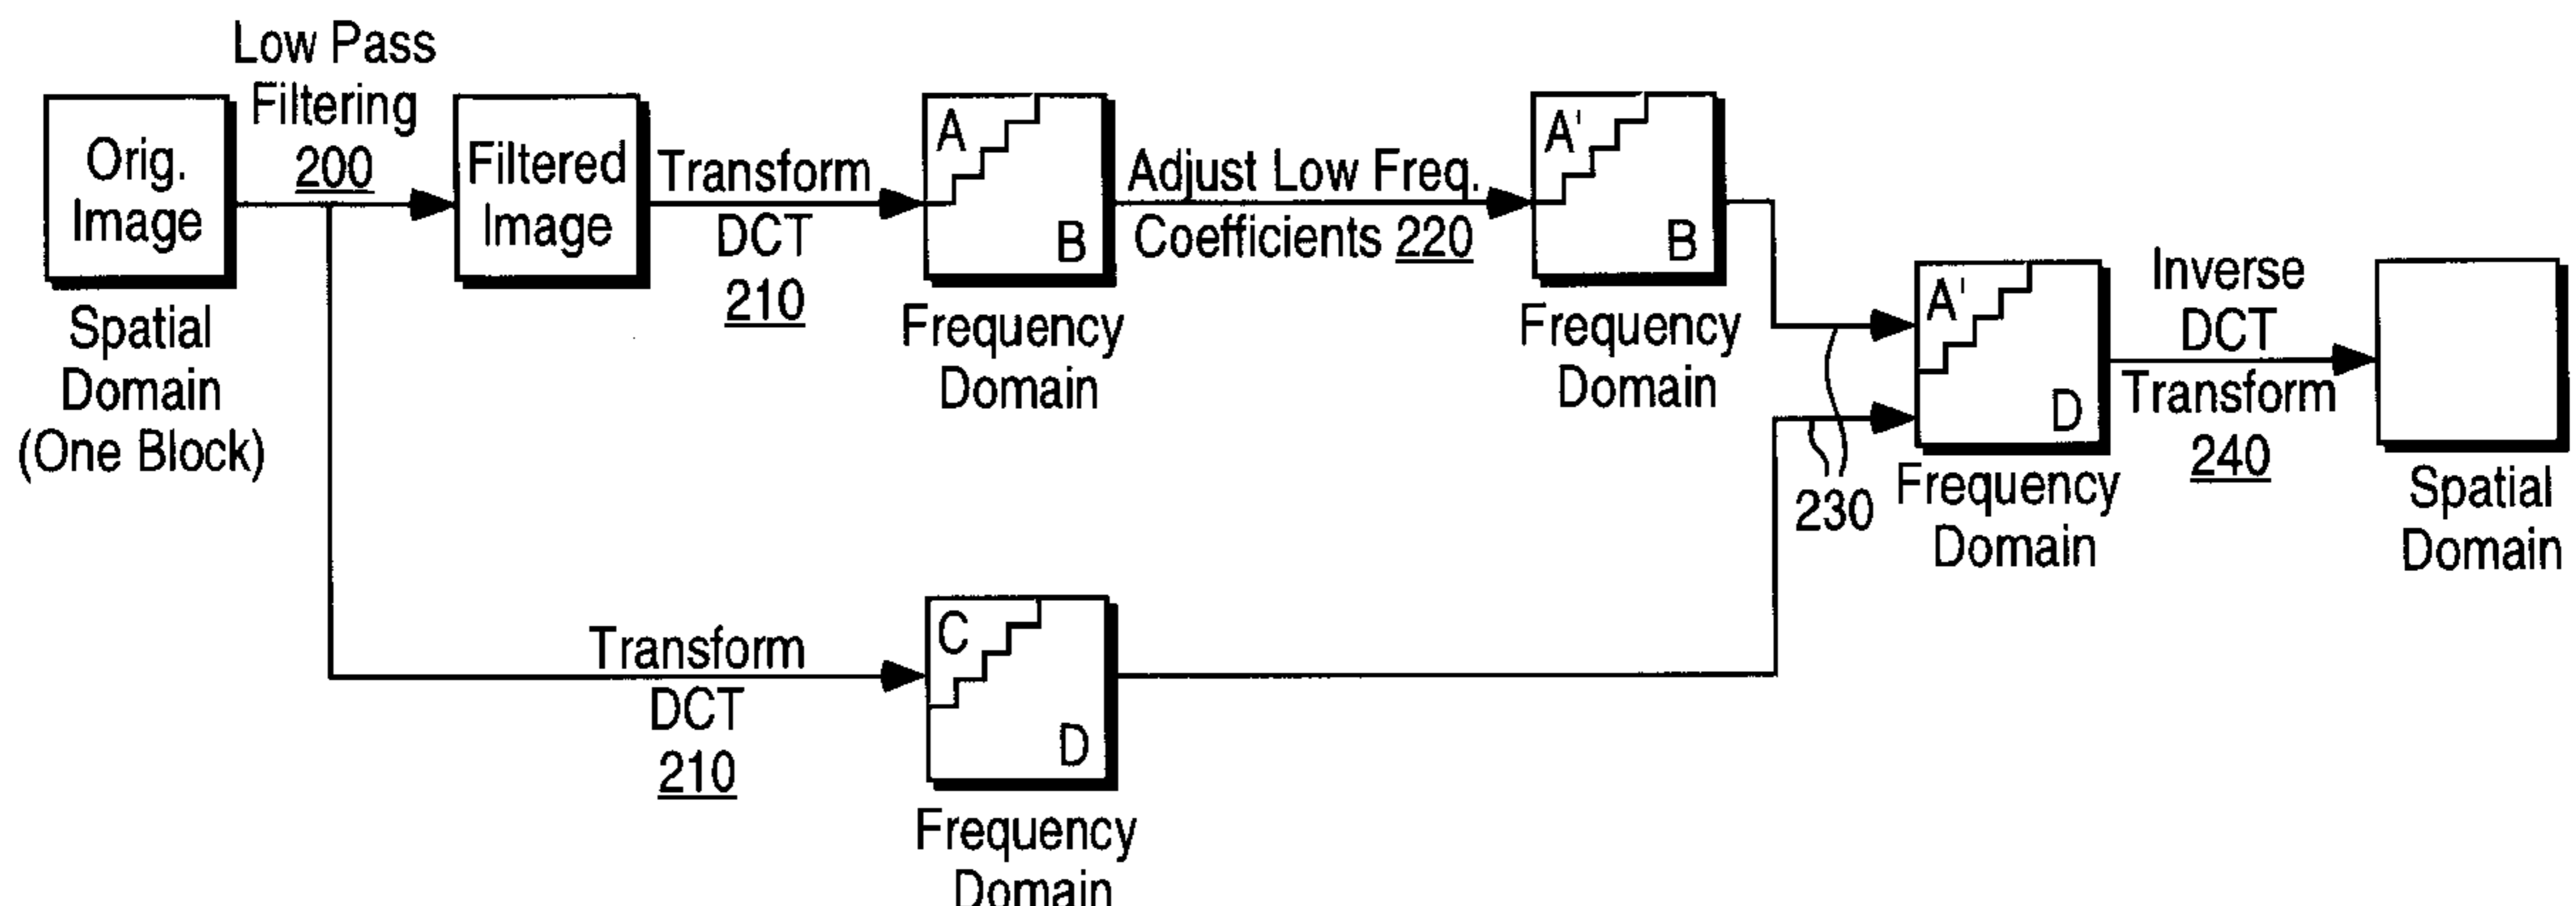 Low Pass
Filtering
200
Orig.
Image
Spatial
Domain
(One Block)
Filtered
Image
Transform
DCT
210
A
B
Frequency
Domain
Adjust Low Freq.
Coefficients 220
A'
B
Frequency
Domain
230
A'
D
Frequency
Domain
Inverse
DCT
Transform
240
Spatial
Domain
Transform
DCT
210
C
D
Frequency
Domain